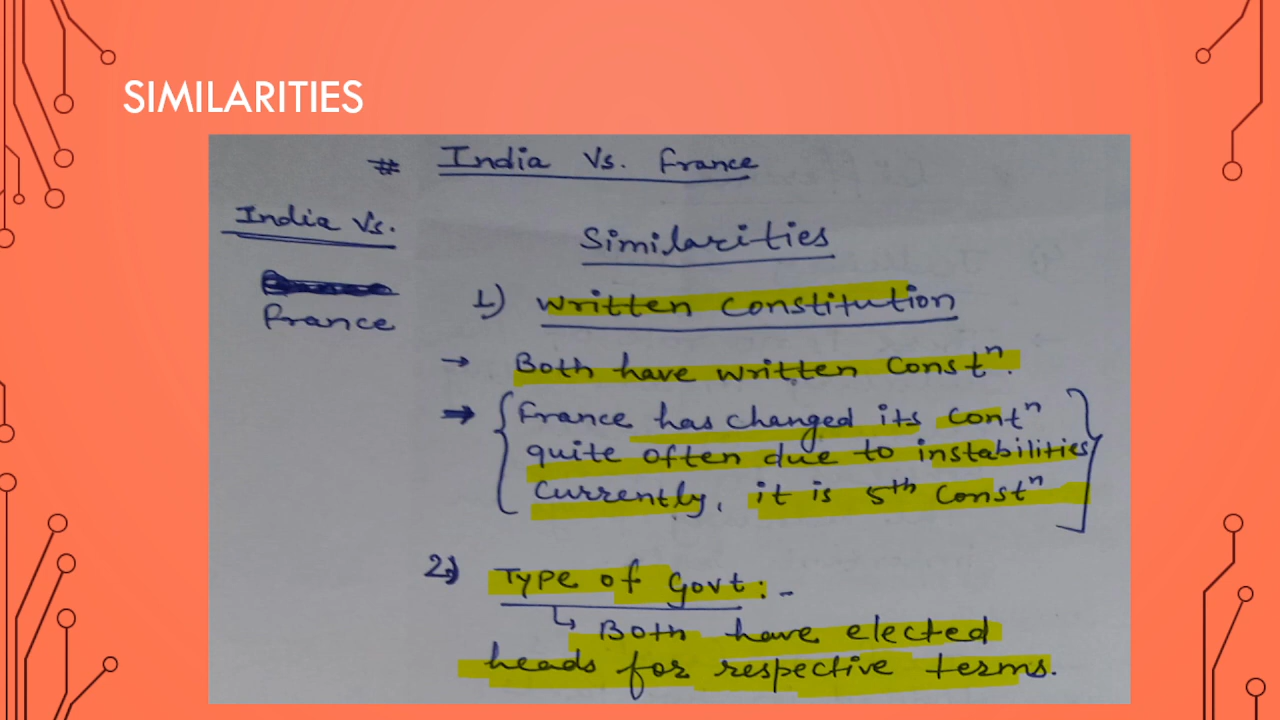 SIMILARITIES
# India Vs. France
India Vs.
France
Similarities
1) Written Constitution
→ Both have written Constⁿ.
→ { France has changed its Contⁿ
quite often due to instabilities
Currently, it is 5th Constⁿ }
2) Type of Govt :-
↳ Both have elected
heads for respective terms.